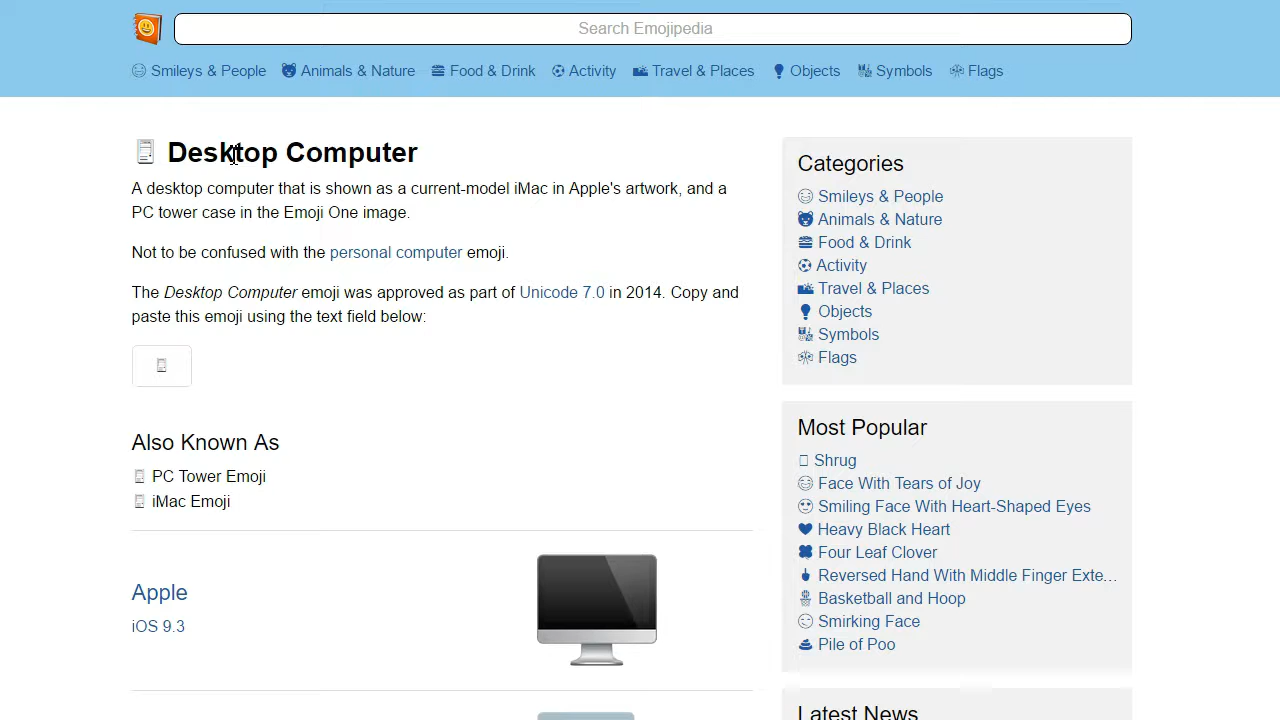 Search Emojipedia
Smileys & People Animals & Nature Food & Drink Activity Travel & Places Objects Symbols Flags
Desktop Computer
A desktop computer that is shown as a current-model iMac in Apple's artwork, and a
PC tower case in the Emoji One image.
Not to be confused with the personal computer emoji.
The Desktop Computer emoji was approved as part of Unicode 7.0 in 2014. Copy and
paste this emoji using the text field below:
Also Known As
PC Tower Emoji
iMac Emoji
Apple
iOS 9.3
Categories
Smileys & People
Animals & Nature
Food & Drink
Activity
Travel & Places
Objects
Symbols
Flags
Most Popular
Shrug
Face With Tears of Joy
Smiling Face With Heart-Shaped Eyes
Heavy Black Heart
Four Leaf Clover
Reversed Hand With Middle Finger Exte...
Basketball and Hoop
Smirking Face
Pile of Poo
Latest News